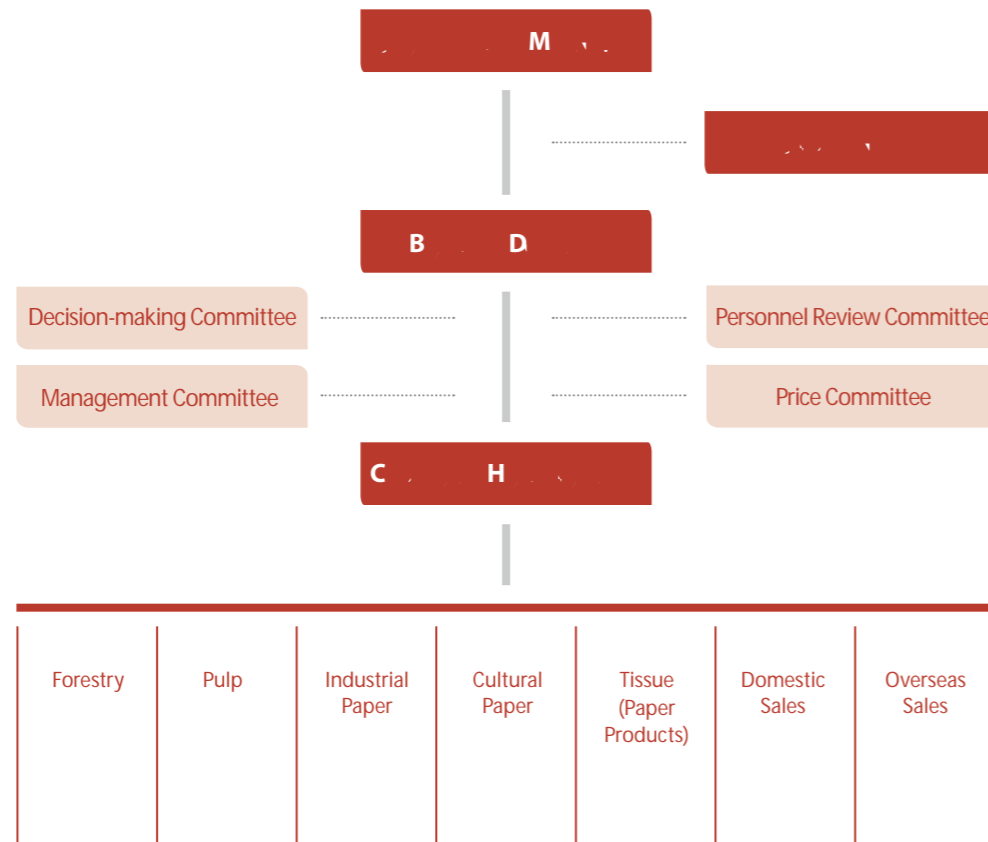 M
B D
Decision-making Committee
Personnel Review Committee
Management Committee
Price Committee
C H
Forestry
Pulp
Industrial
Paper
Cultural
Paper
Tissue
(Paper
Products)
Domestic
Sales
Overseas
Sales